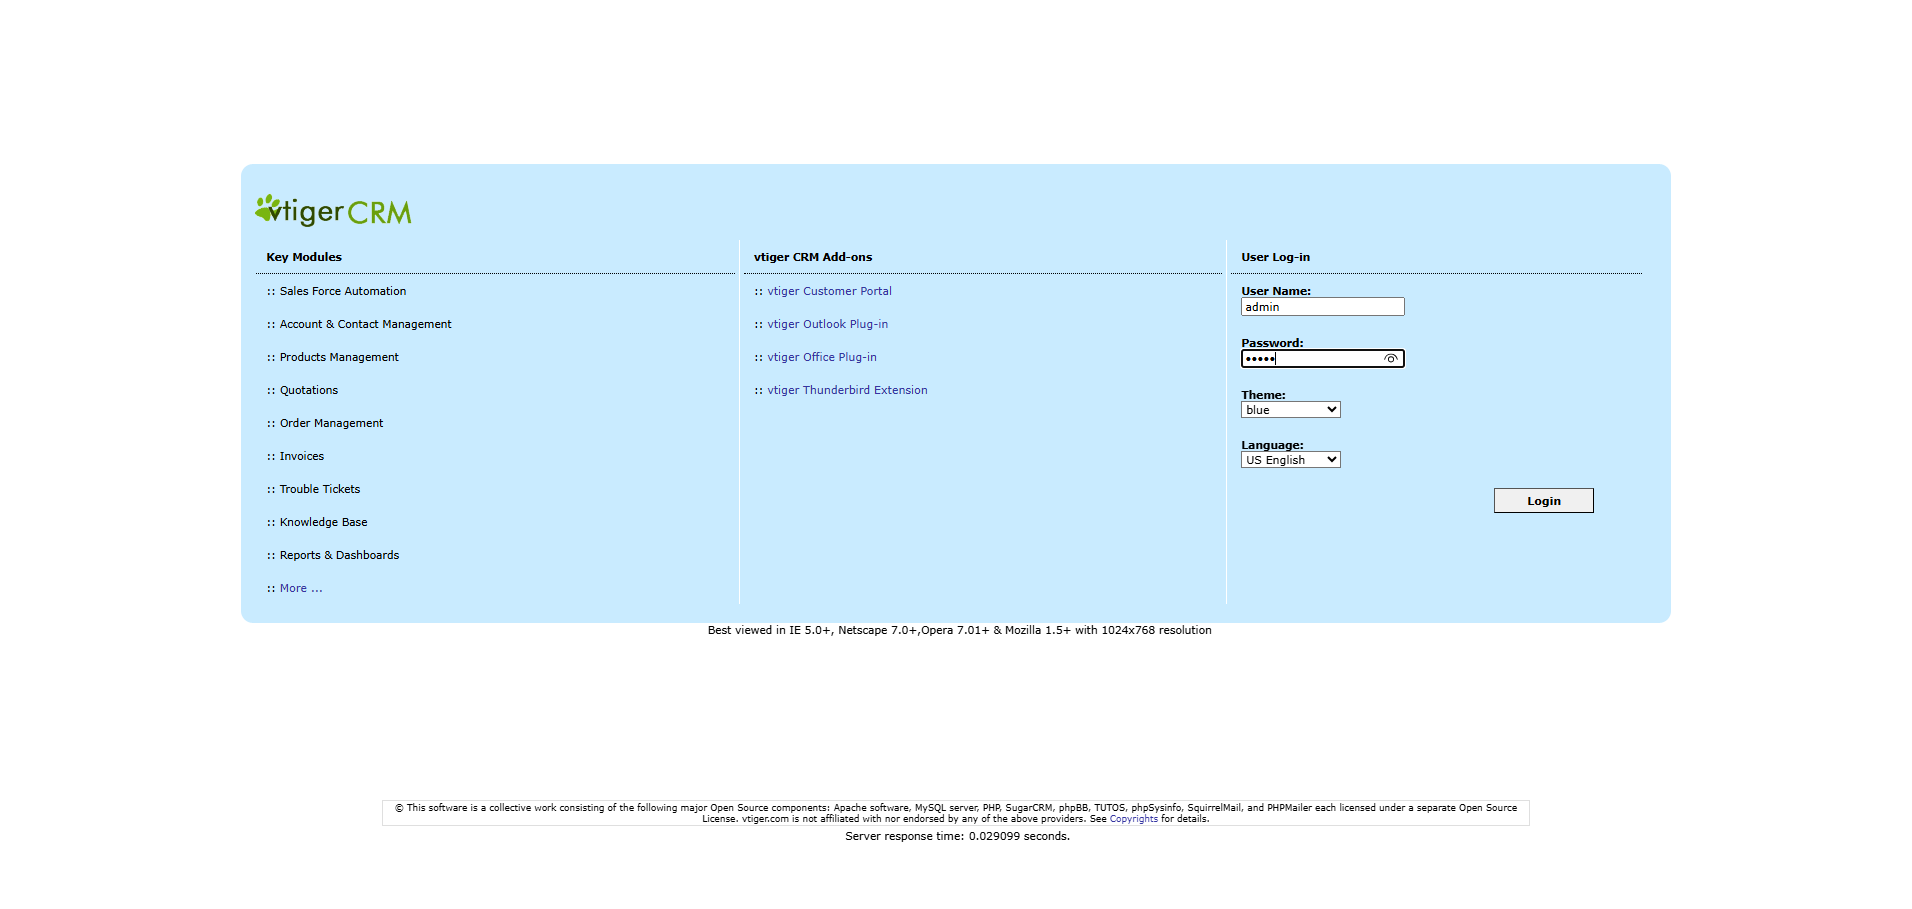 vtiger CRM
Key Modules
:: Sales Force Automation
:: Account & Contact Management
:: Products Management
:: Quotations
:: Order Management
:: Invoices
:: Trouble Tickets
:: Knowledge Base
:: Reports & Dashboards
:: More ...
vtiger CRM Add-ons
:: vtiger Customer Portal
:: vtiger Outlook Plug-in
:: vtiger Office Plug-in
:: vtiger Thunderbird Extension
User Log-in
User Name:
admin
Password:
•••••
Theme:
blue
Language:
US English
Login
Best viewed in IE 5.0+, Netscape 7.0+,Opera 7.01+ & Mozilla 1.5+ with 1024x768 resolution
© This software is a collective work consisting of the following major Open Source components: Apache software, MySQL server, PHP, SugarCRM, phpBB, TUTOS, phpSysinfo, SquirrelMail, and PHPMailer each licensed under a separate Open Source
License. vtiger.com is not affiliated with nor endorsed by any of the above providers. See Copyrights for details.
Server response time: 0.029099 seconds.